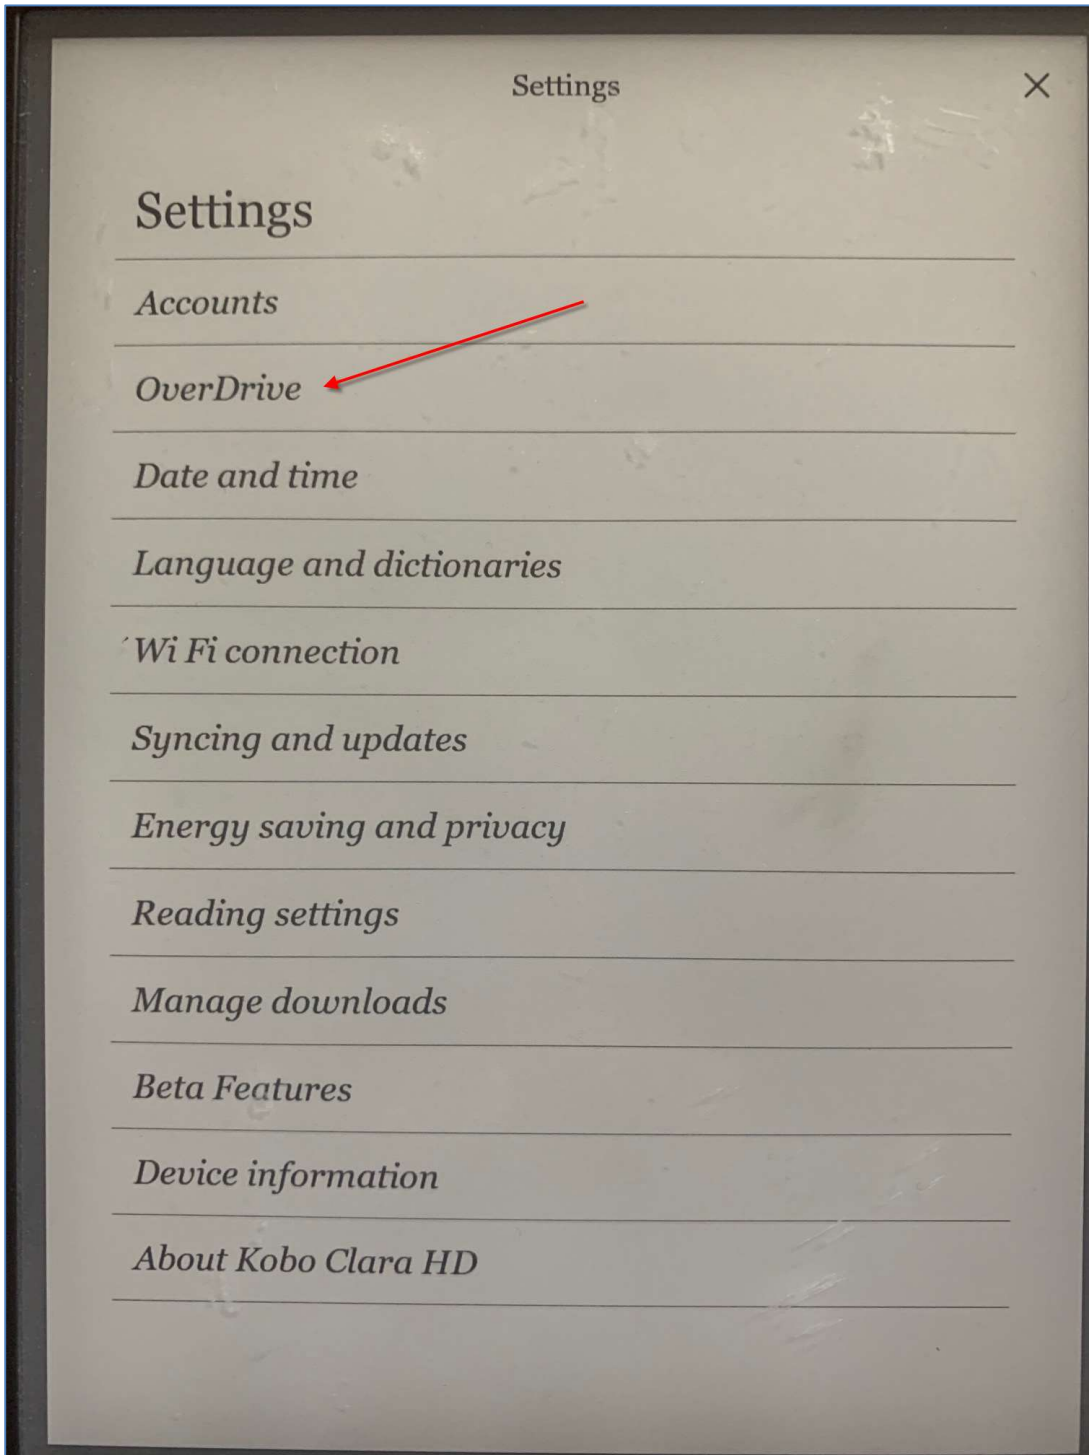 Settings
Settings
Accounts
OverDrive
Date and time
Language and dictionaries
Wi Fi connection
Syncing and updates
Energy saving and privacy
Reading settings
Manage downloads
Beta Features
Device information
About Kobo Clara HD